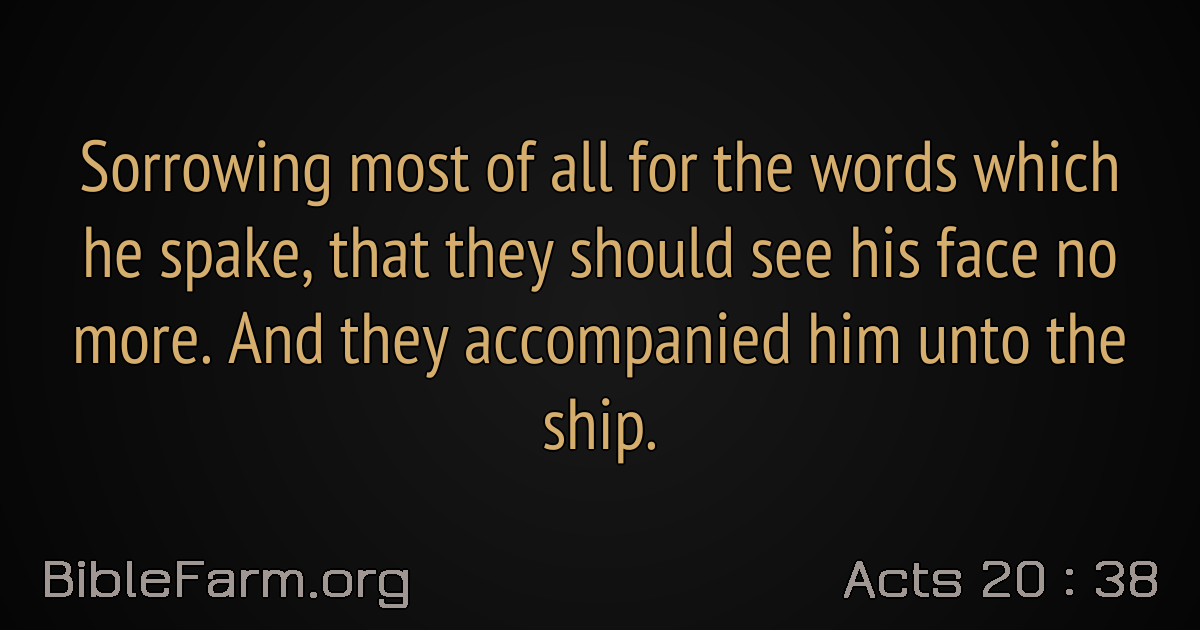 Sorrowing most of all for the words which
he spake, that they should see his face no
more. And they accompanied him unto the
ship.
BibleFarm.org
Acts 20 : 38